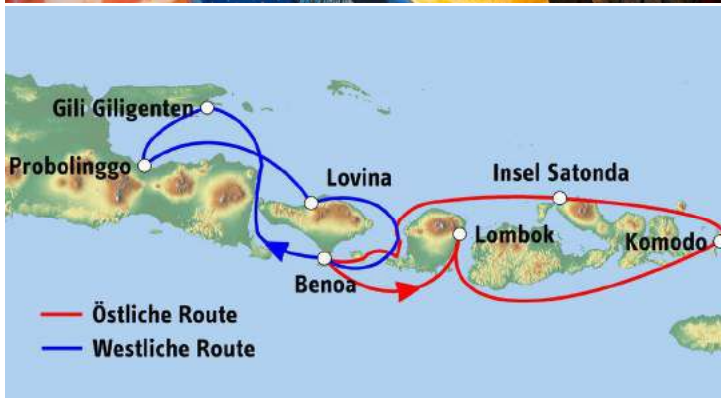 Gili Giligenten
Probolinggo
Lovina
Insel Satonda
Lombok
Komodo
Benoa
Östliche Route
Westliche Route